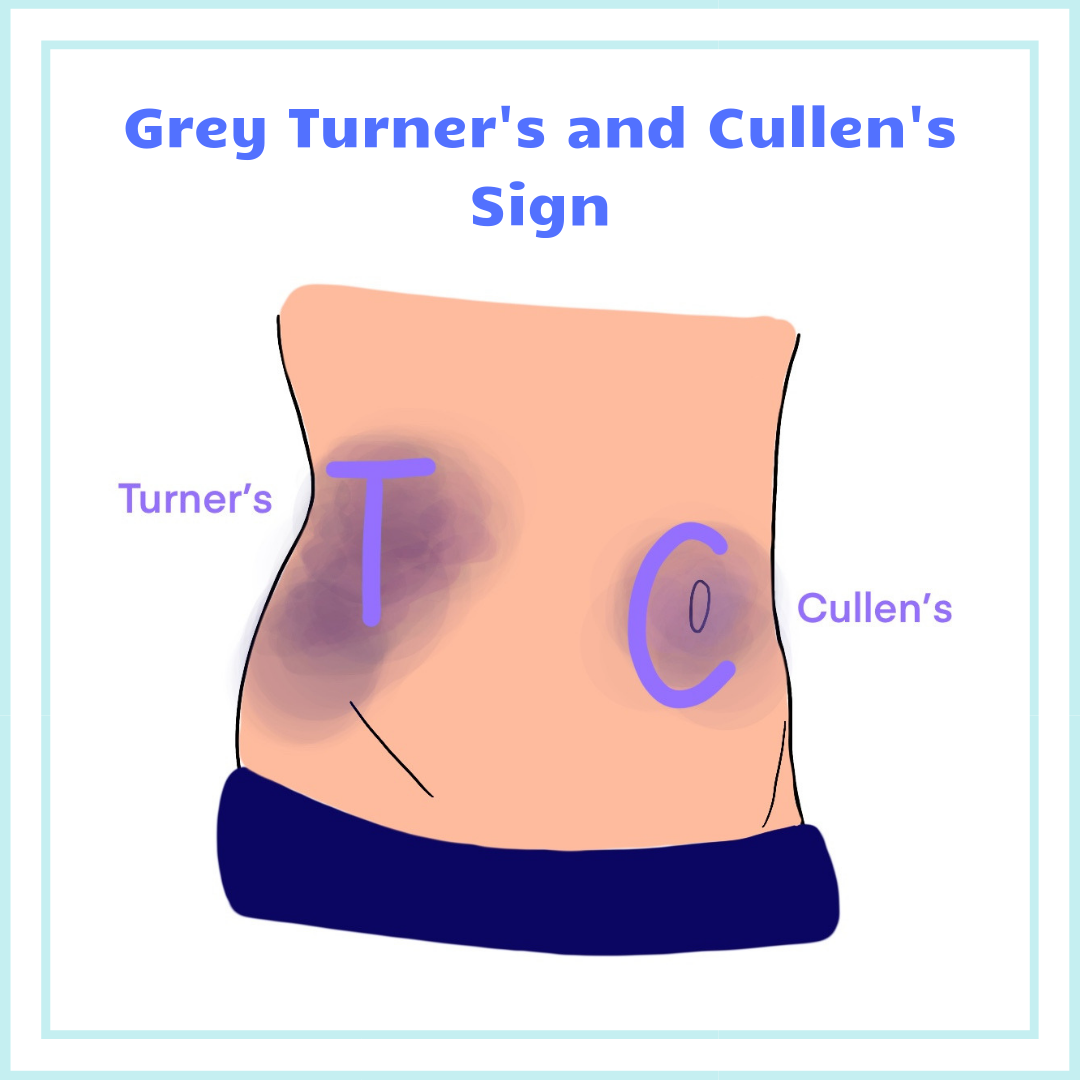 Grey Turner's and Cullen's
Sign
T
Turner’s
C
Cullen’s